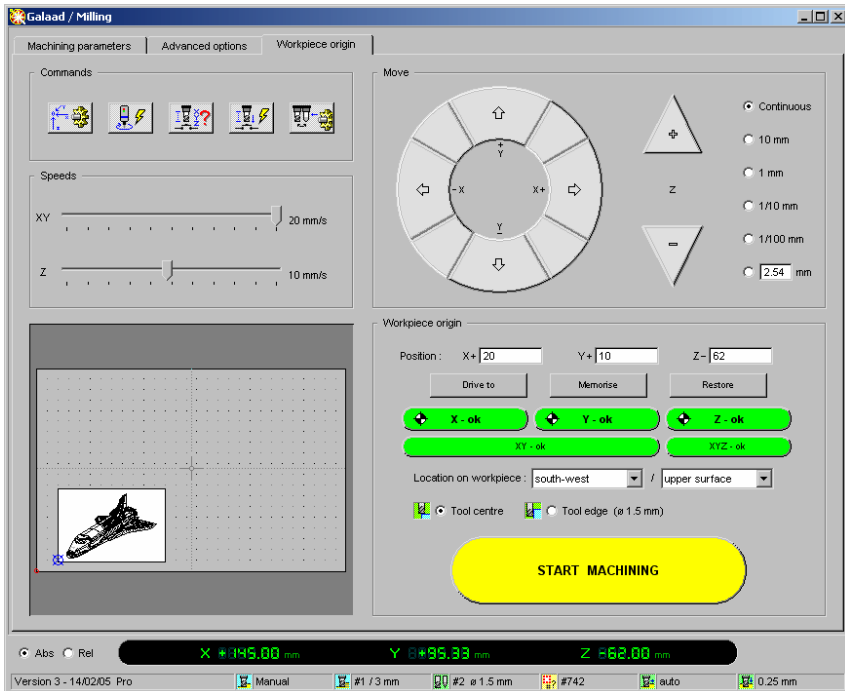 Galaad / Milling
Machining parameters Advanced options Workpiece origin
Commands
Speeds
XY 20 mm/s
Z 10 mm/s
Move
+
Y
- X X+
Y
-
+
Z
-
Continuous
10 mm
1 mm
1/10 mm
1/100 mm
2.54 mm
Workpiece origin
Position : X+ 20 Y+ 10 Z- 62
Drive to Memorise Restore
X - ok Y - ok Z - ok
XY - ok XYZ - ok
Location on workpiece : south-west / upper surface
Tool centre Tool edge (ø 1.5 mm)
START MACHINING
Abs Rel X +145.00 mm Y +95.33 mm Z -62.00 mm
Version 3 - 14/02/05 Pro Manual #1 / 3 mm #2 ø 1.5 mm #742 auto 0.25 mm